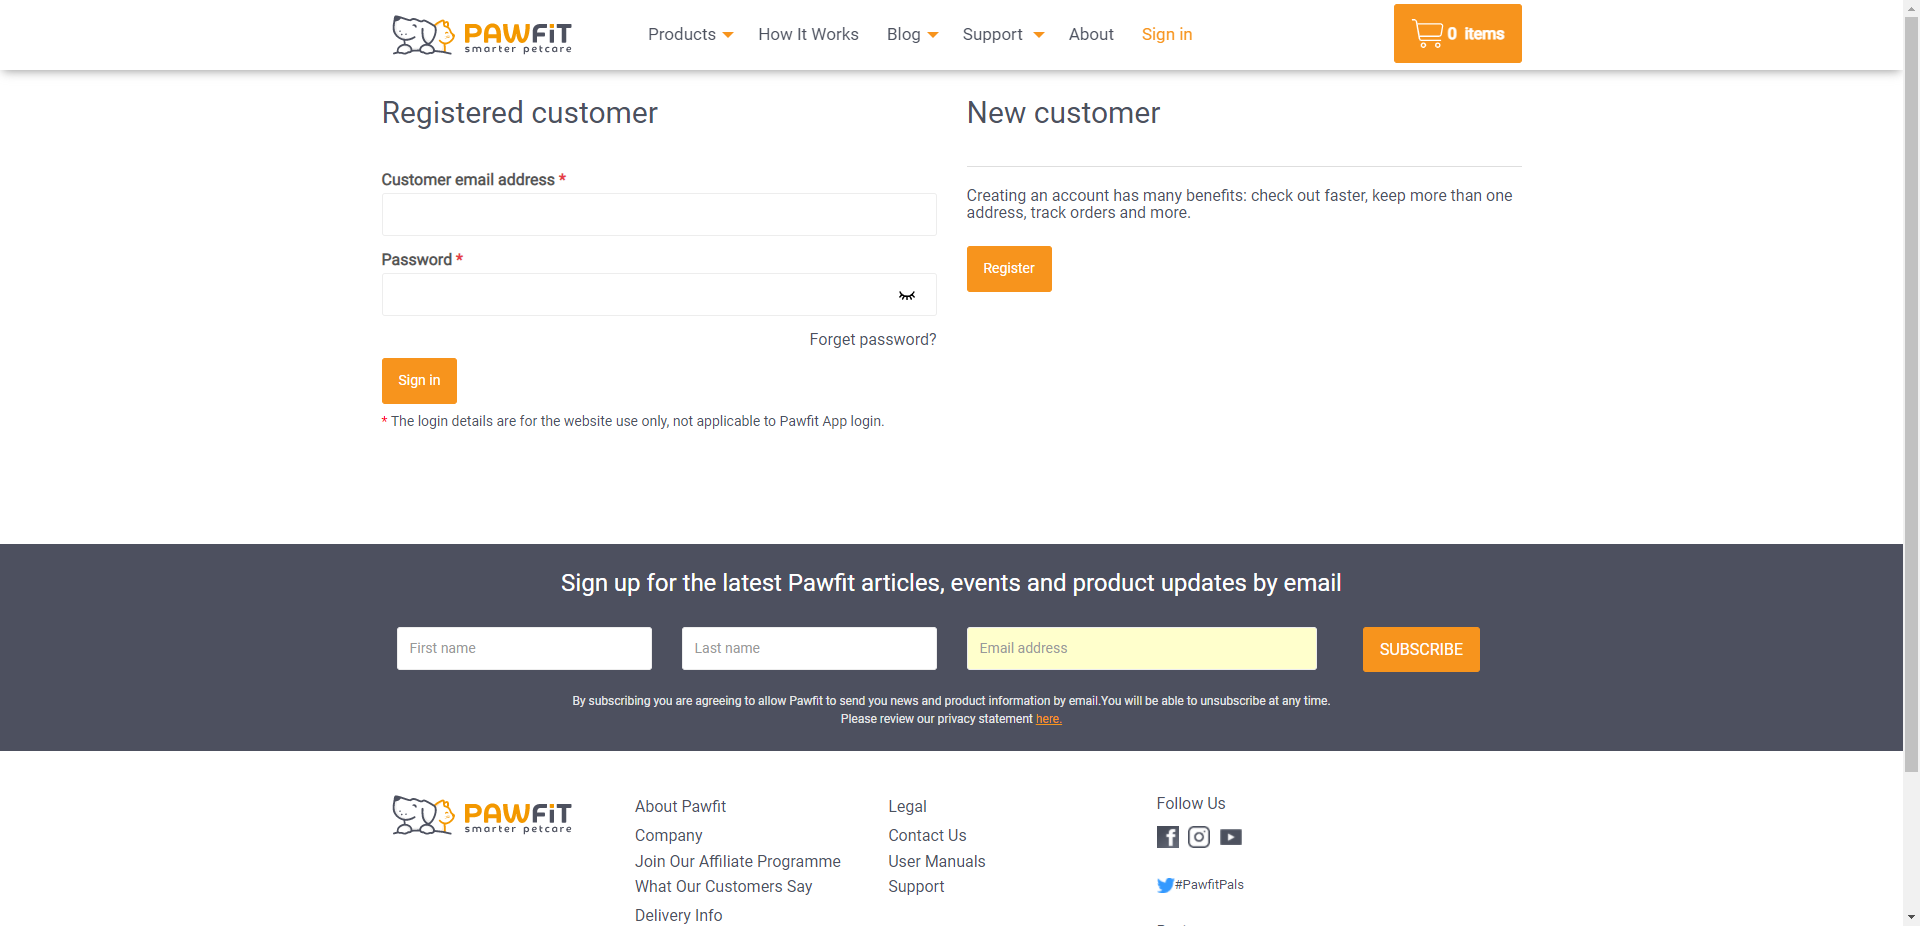 PAWFiT
smarter petcare
Products
How It Works
Blog
Support
About
Sign in
0 items
Registered customer
Customer email address *
Password *
Forget password?
Sign in
* The login details are for the website use only, not applicable to Pawfit App login.
New customer
Creating an account has many benefits: check out faster, keep more than one
address, track orders and more.
Register
Sign up for the latest Pawfit articles, events and product updates by email
First name
Last name
Email address
SUBSCRIBE
By subscribing you are agreeing to allow Pawfit to send you news and product information by email.You will be able to unsubscribe at any time.
Please review our privacy statement here.
PAWFiT
smarter petcare
About Pawfit
Company
Join Our Affiliate Programme
What Our Customers Say
Delivery Info
Legal
Contact Us
User Manuals
Support
Follow Us
#PawfitPals